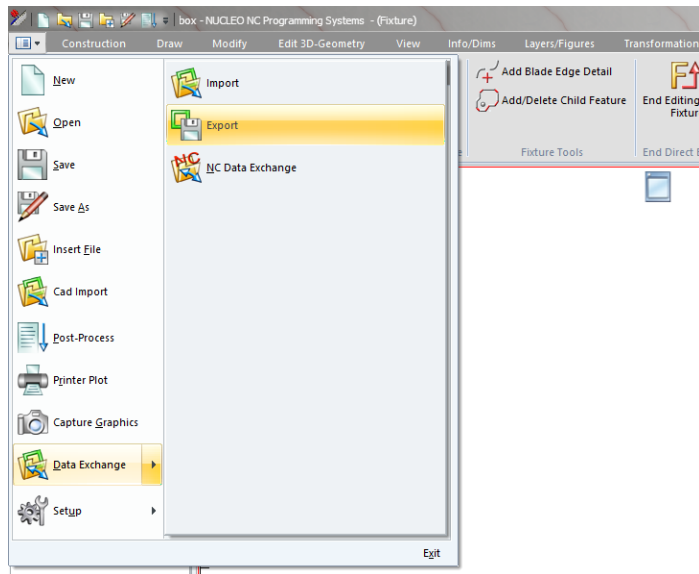 box - NUCLEO NC Programming Systems - (Fixture)
Construction Draw Modify Edit 3D-Geometry View Info/Dims Layers/Figures Transformation
New
Open
Save
Save As
Insert File
Cad Import
Post-Process
Printer Plot
Capture Graphics
Data Exchange
Setup
Import
Export
NC Data Exchange
Exit
Add Blade Edge Detail
Add/Delete Child Feature
Fixture Tools
End Editing
Fixtur
End Direct E